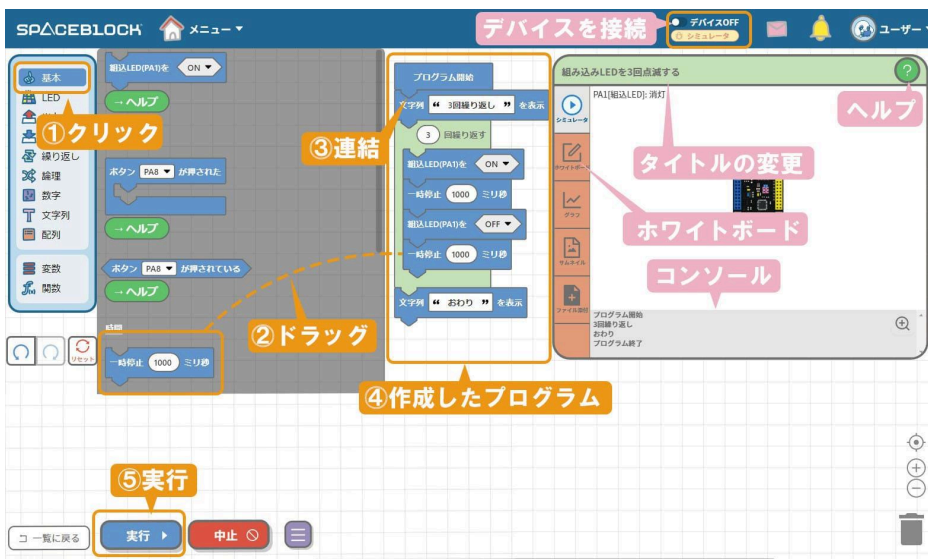 SPACEBLOCK
メニュー
デバイスを接続
デバイスOFF
シミュレータ
ユーザー
基本
LED
①クリック
繰り返し
論理
数字
文字列
配列
変数
関数
リセット
組込LED(PA1)を ON
→ヘルプ
ボタン PA8 が押された
→ヘルプ
ボタン PA8 が押されている
→ヘルプ
時間
一時停止 1000 ミリ秒
②ドラッグ
③連結
プログラム開始
文字列 “ 3回繰り返し ” を表示
3 回繰り返す
組込LED(PA1)を ON
一時停止 1000 ミリ秒
組込LED(PA1)を OFF
一時停止 1000 ミリ秒
文字列 “ おわり ” を表示
④作成したプログラム
組み込みLEDを3回点滅する
?
ヘルプ
PA1[組込LED]: 消灯
シミュレータ
ホワイトボード
グラフ
サムネイル
タイトルの変更
ホワイトボード
コンソール
プログラム開始
3回繰り返し
おわり
プログラム終了
⑤実行
一覧に戻る
実行
中止